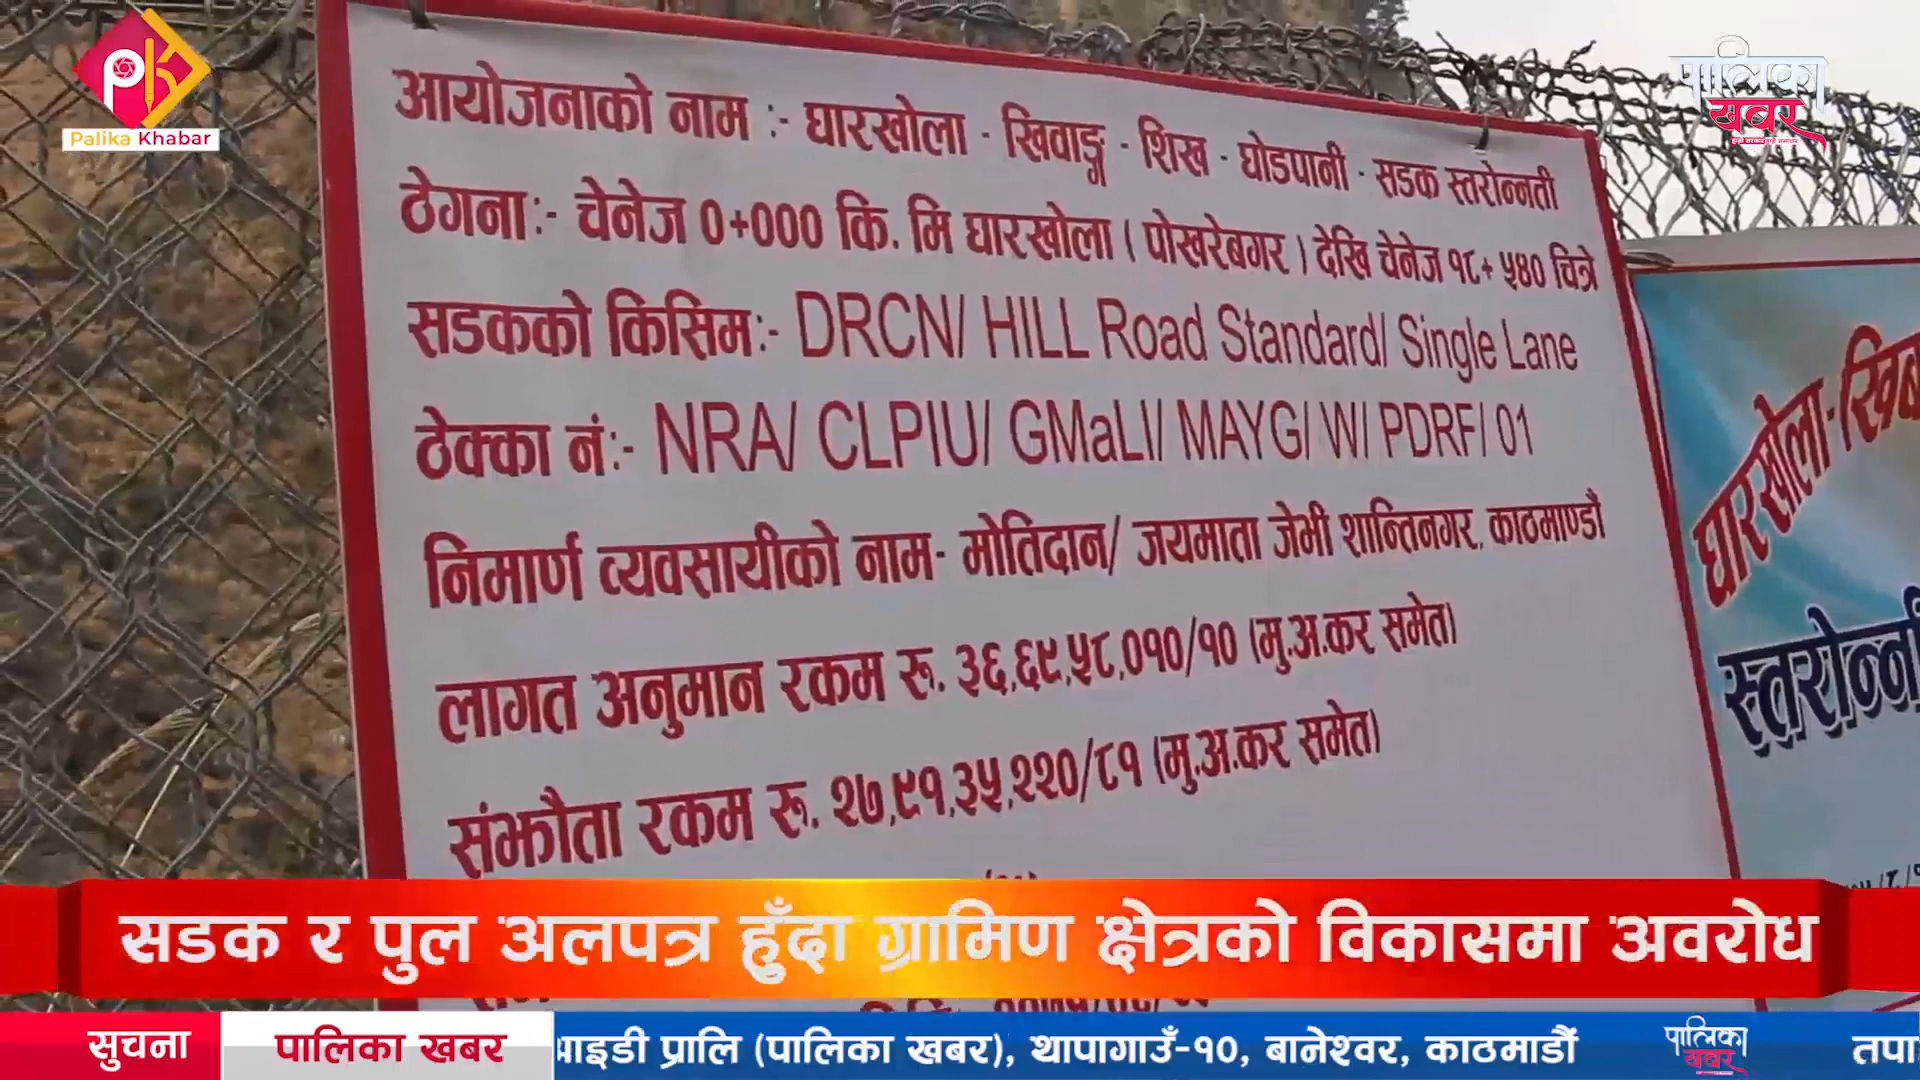 PK
Palika Khabar
पालिका
खबर
आयोजनाको नाम :- घारखोला - खिवाङ्ग - शिख - घोडपानी - सडक स्तरोन्नती
ठेगना:- चेनेज 0+000 कि. मि घारखोला ( पोखरेबगर ) देखि चेनेज १८+ ५४० चित्रे
सडकको किसिम:- DRCN/ HILL Road Standard/ Single Lane
ठेक्का नं:- NRA/ CLPIU/ GMaLI/ MAYG/ W/ PDRF/ 01
निमार्ण व्यवसायीको नाम- मोतिदान/ जयमाता जेभी शान्तिनगर, काठमाण्डौ
लागत अनुमान रकम रू. ३६,६९,५८,०१०/१० (मु.अ.कर समेत)
संझौता रकम रू. २७,९१,३५,२२०/८१ (मु.अ.कर समेत)
घारखोला - खिब
स्तरोन्न
सडक र पुल अलपत्र हुँदा ग्रामिण क्षेत्रको विकासमा अवरोध
सुचना
पालिका खबर
आइडी प्रालि (पालिका खबर), थापागाउँ-१०, बानेश्वर, काठमाडौं
पालिका
खबर
तपा